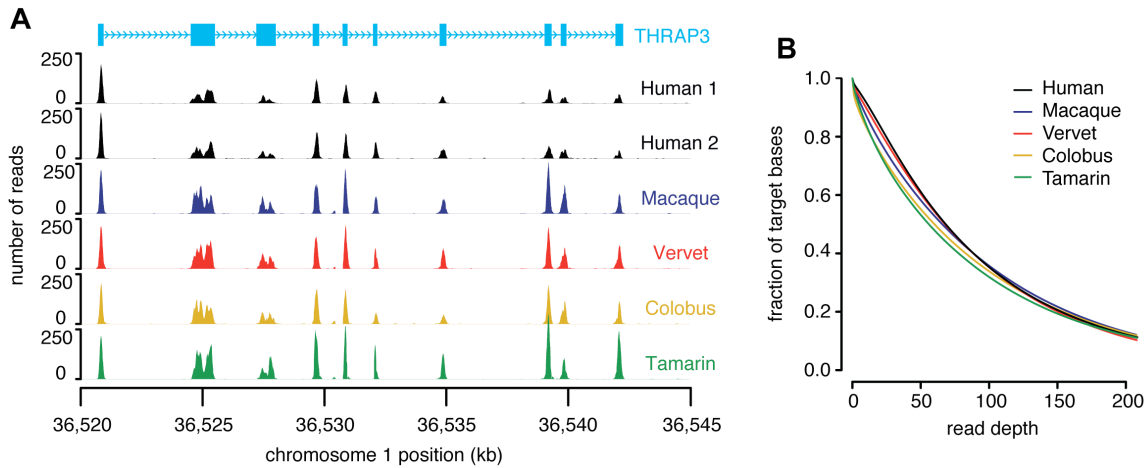 A
THRAP3
number of reads
250
0
Human 1
250
0
Human 2
250
0
Macaque
250
0
Vervet
250
0
Colobus
250
0
Tamarin
36,520 36,525 36,530 36,535 36,540 36,545
chromosome 1 position (kb)
B
fraction of target bases
1.0
0.8
0.6
0.4
0.2
0.0
Human
Macaque
Vervet
Colobus
Tamarin
0 50 100 150 200
read depth